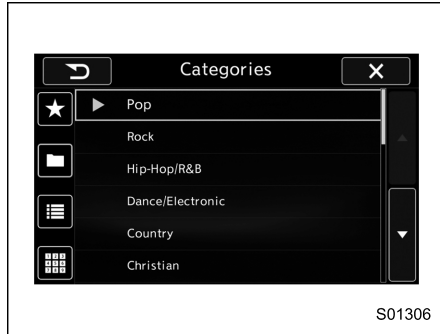 Categories
Pop
Rock
Hip-Hop/R&B
Dance/Electronic
Country
Christian
S01306